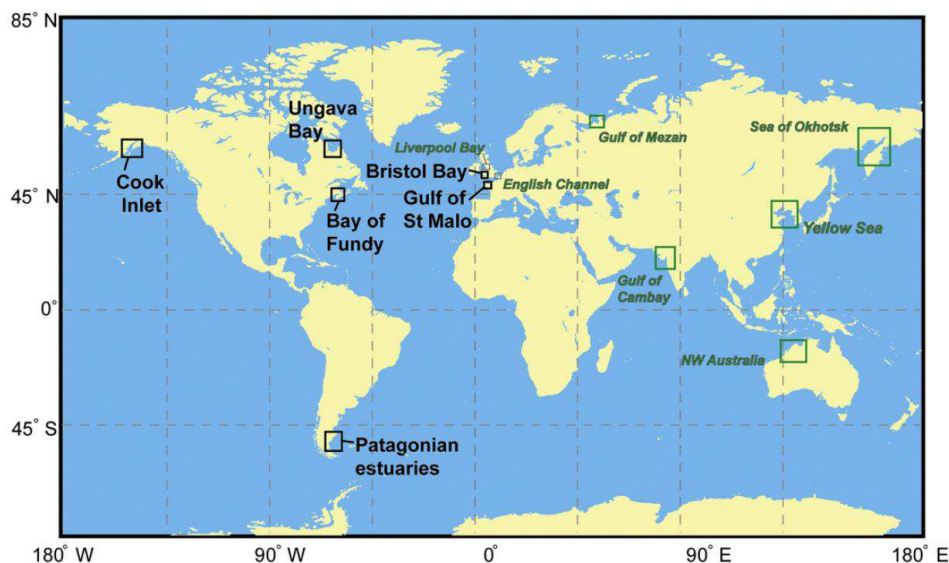 85° N
Ungava
Bay
Gulf of Mezan
Sea of Okhotsk
Liverpool Bay
Bristol Bay
English Channel
Cook
Inlet
45° N
Gulf of
St Malo
Bay of
Fundy
Yellow Sea
Gulf of
Cambay
0°
NW Australia
45° S
Patagonian
estuaries
180° W
90° W
0°
90° E
180° E